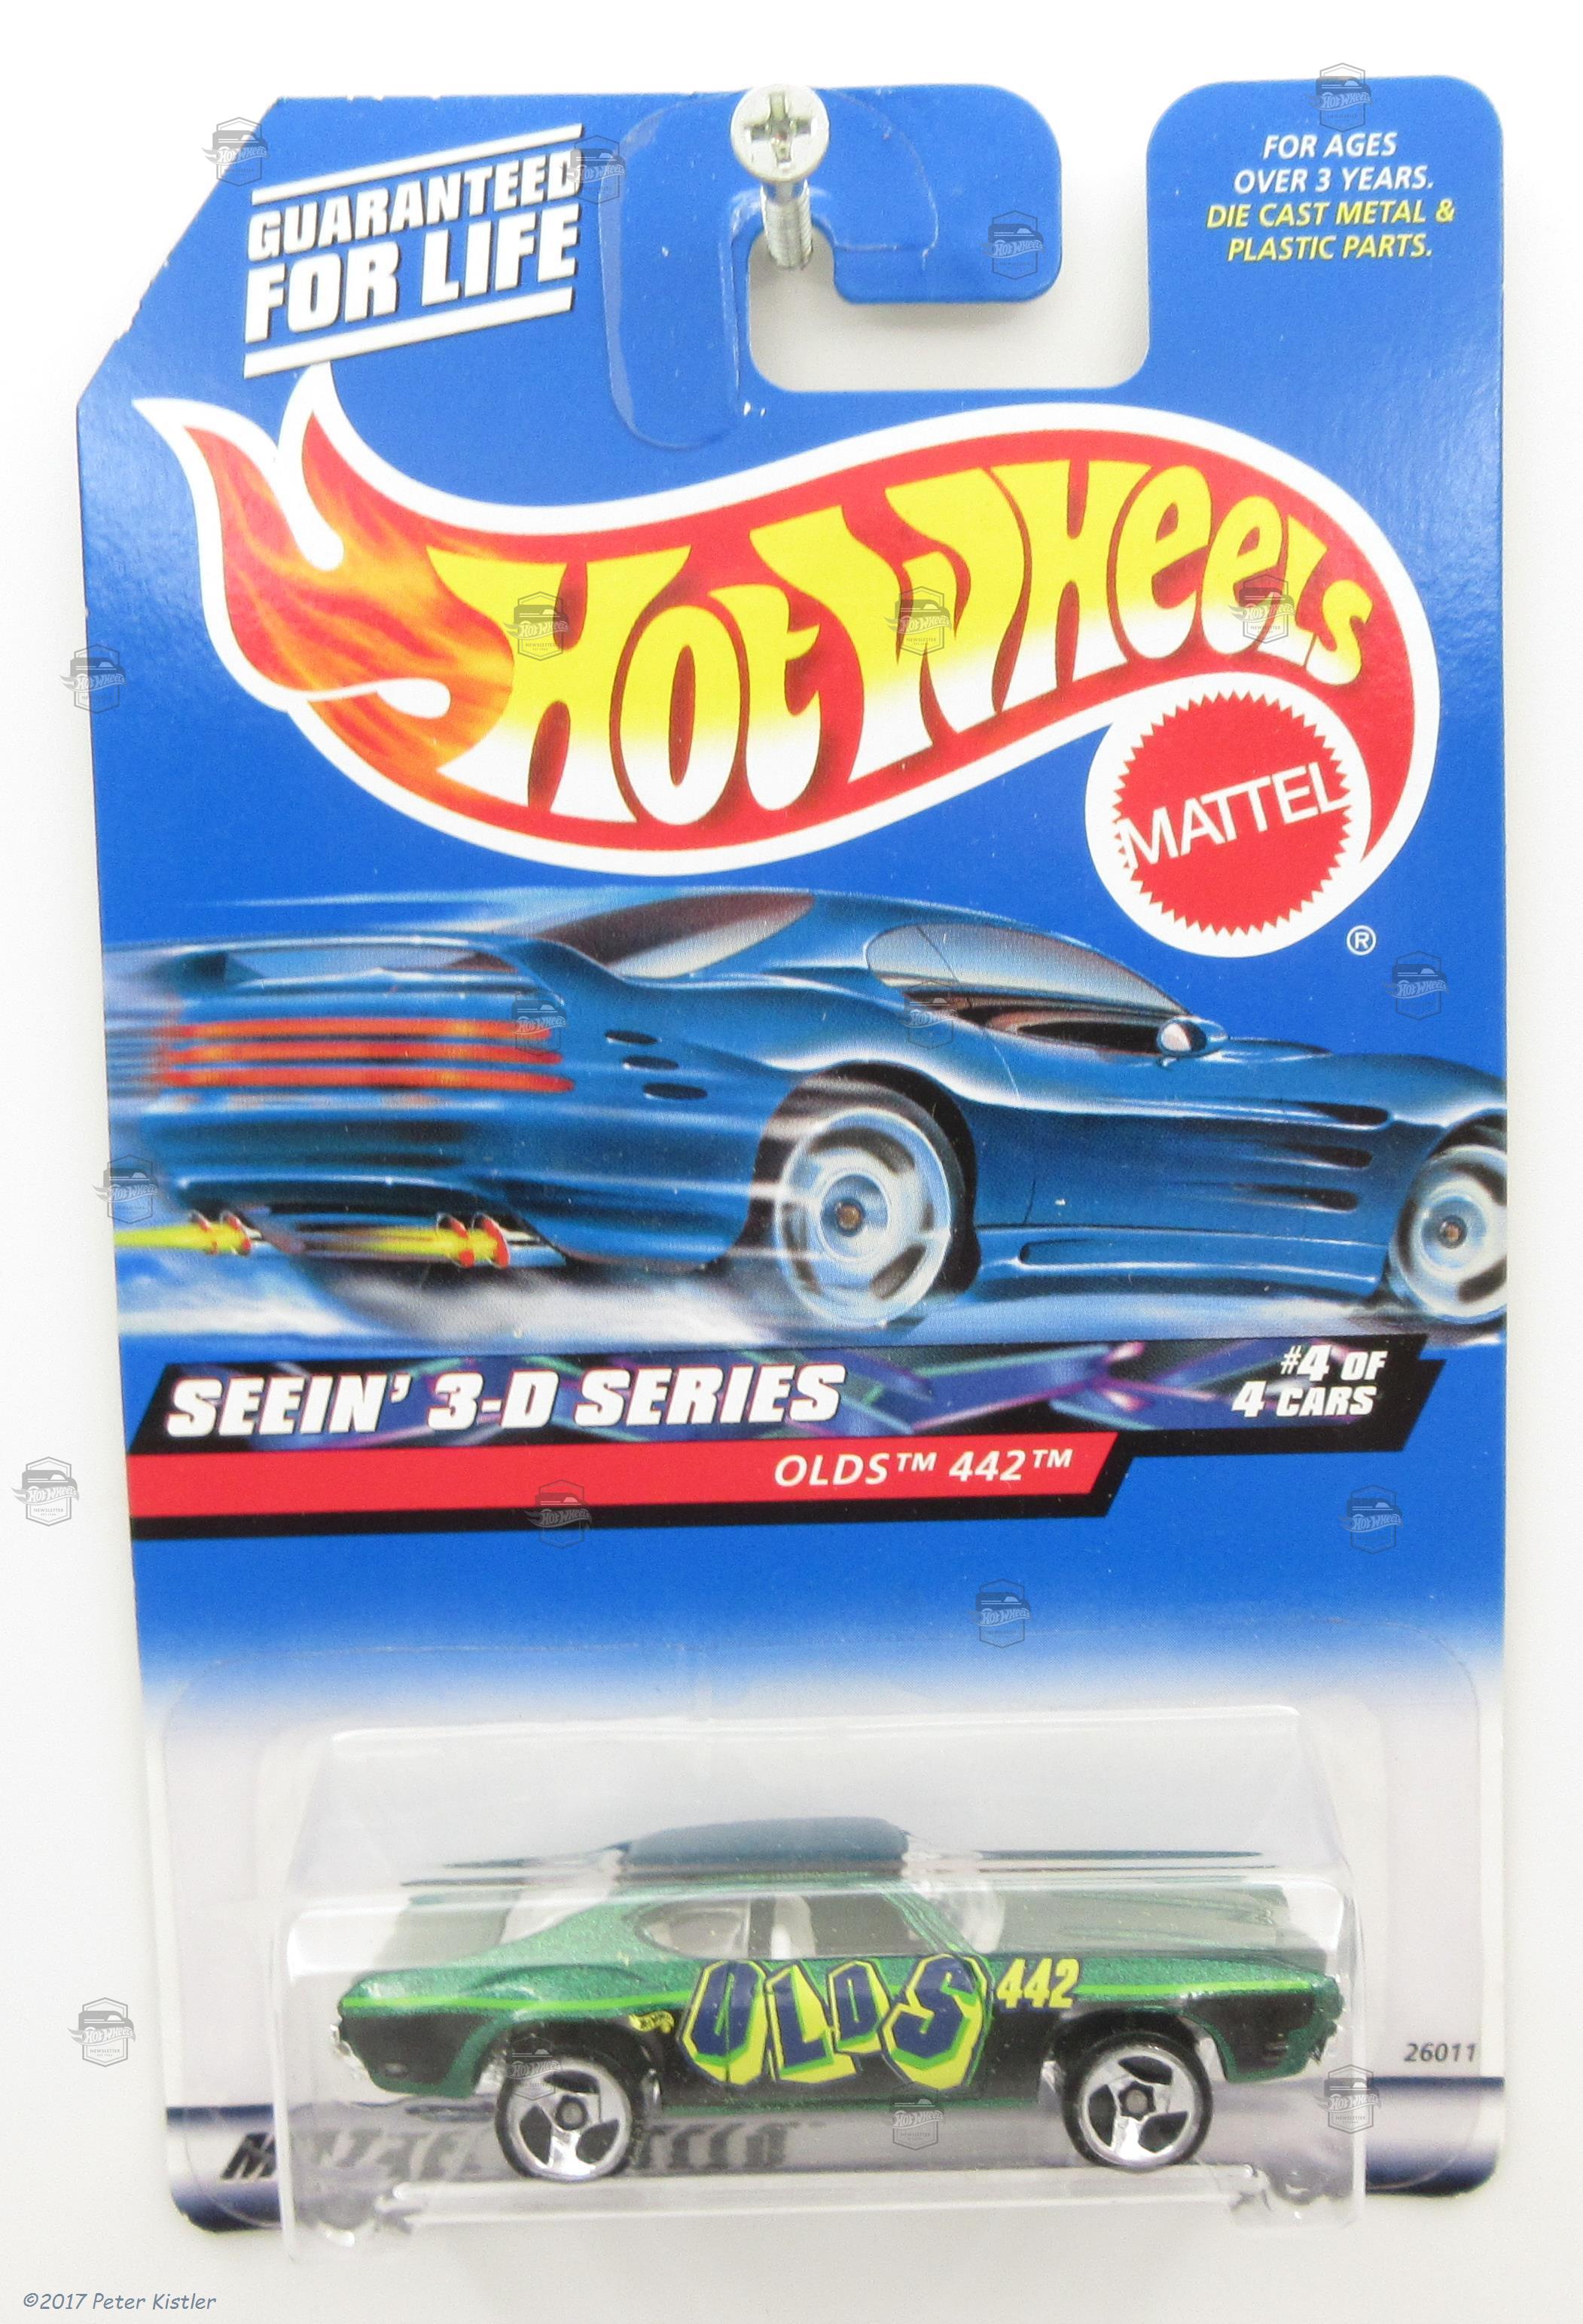 GUARANTEED
FOR LIFE
FOR AGES
OVER 3 YEARS.
DIE CAST METAL &
PLASTIC PARTS.
Hot Wheels
MATTEL
®
SEEIN' 3-D SERIES
#4 OF
4 CARS
OLDS™ 442™
OLDS 442
26011
©2017 Peter Kistler